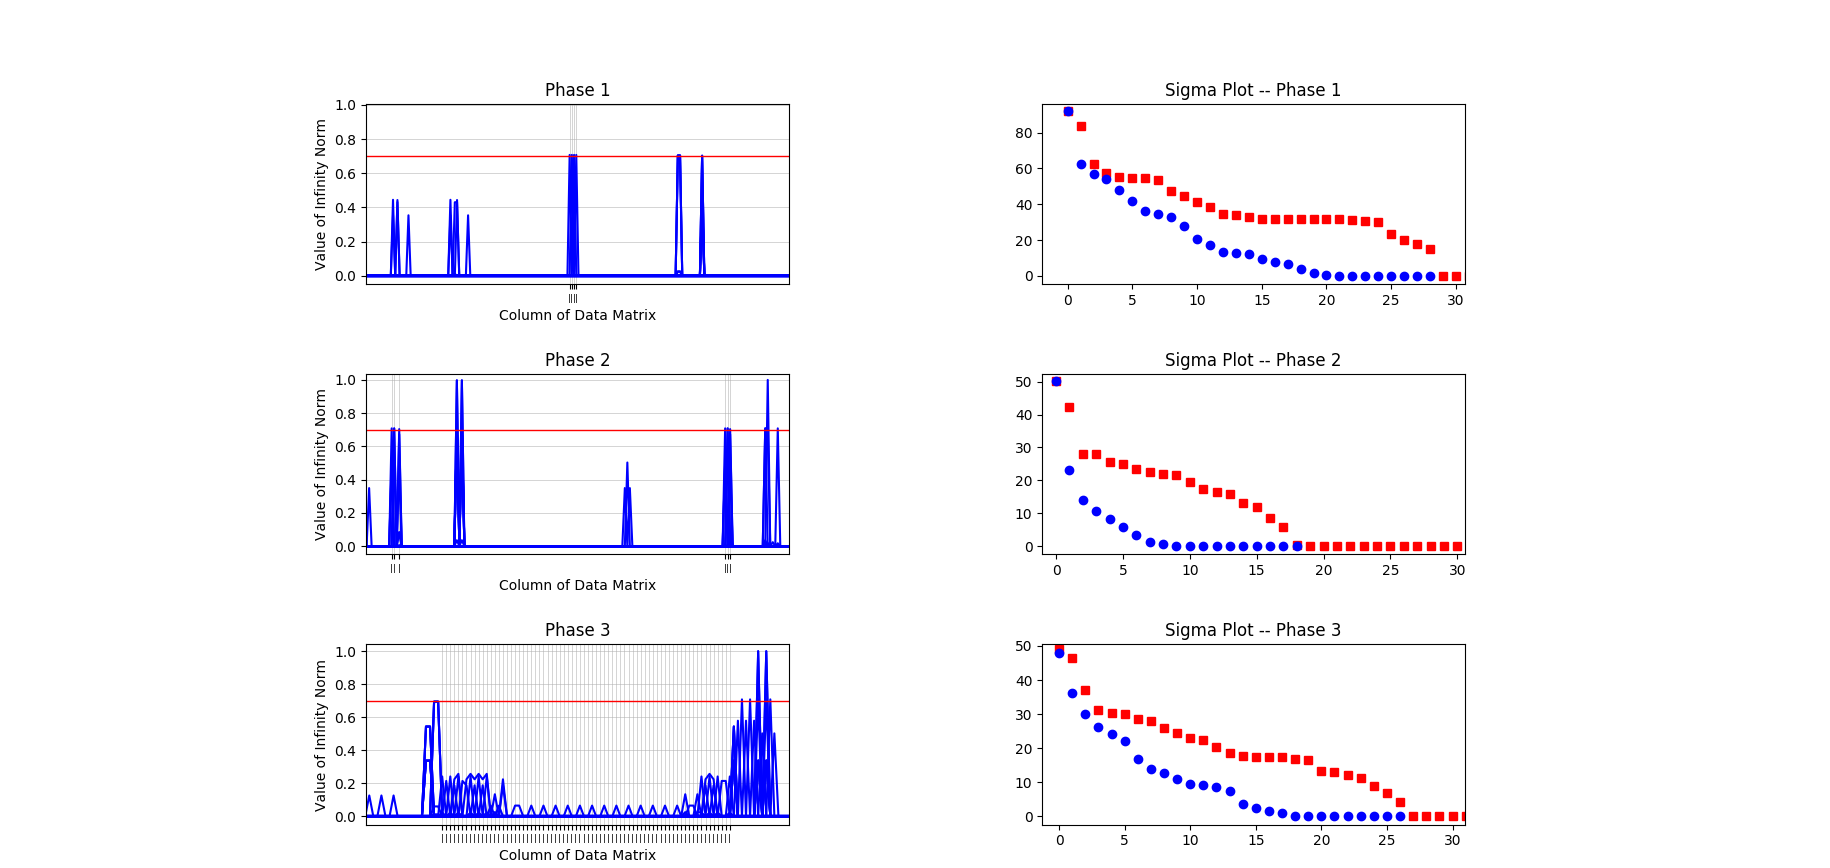 Phase 1
Value of Infinity Norm
1.0
0.8
0.6
0.4
0.2
0.0
Column of Data Matrix
Sigma Plot -- Phase 1
80
60
40
20
0
0 5 10 15 20 25 30
Phase 2
Value of Infinity Norm
1.0
0.8
0.6
0.4
0.2
0.0
Column of Data Matrix
Sigma Plot -- Phase 2
50
40
30
20
10
0
0 5 10 15 20 25 30
Phase 3
Value of Infinity Norm
1.0
0.8
0.6
0.4
0.2
0.0
Column of Data Matrix
Sigma Plot -- Phase 3
50
40
30
20
10
0
0 5 10 15 20 25 30